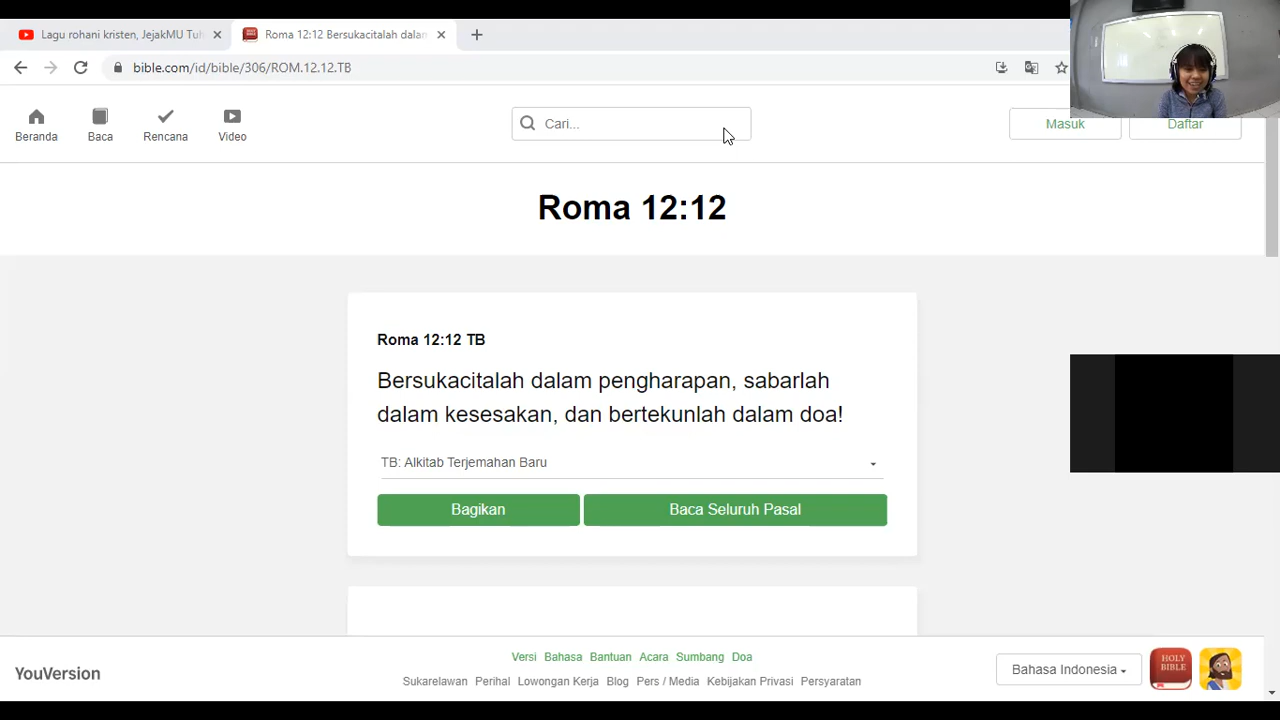 Lagu rohani kristen, JejakMU Tuh
Roma 12:12 Bersukacitalah dalan
bible.com/id/bible/306/ROM.12.12.TB
Beranda
Baca
Rencana
Video
Cari...
Masuk
Daftar
Roma 12:12
Roma 12:12 TB
Bersukacitalah dalam pengharapan, sabarlah
dalam kesesakan, dan bertekunlah dalam doa!
TB: Alkitab Terjemahan Baru
Bagikan
Baca Seluruh Pasal
YouVersion
Versi Bahasa Bantuan Acara Sumbang Doa
Sukarelawan Perihal Lowongan Kerja Blog Pers / Media Kebijakan Privasi Persyaratan
Bahasa Indonesia
HOLY
BIBLE